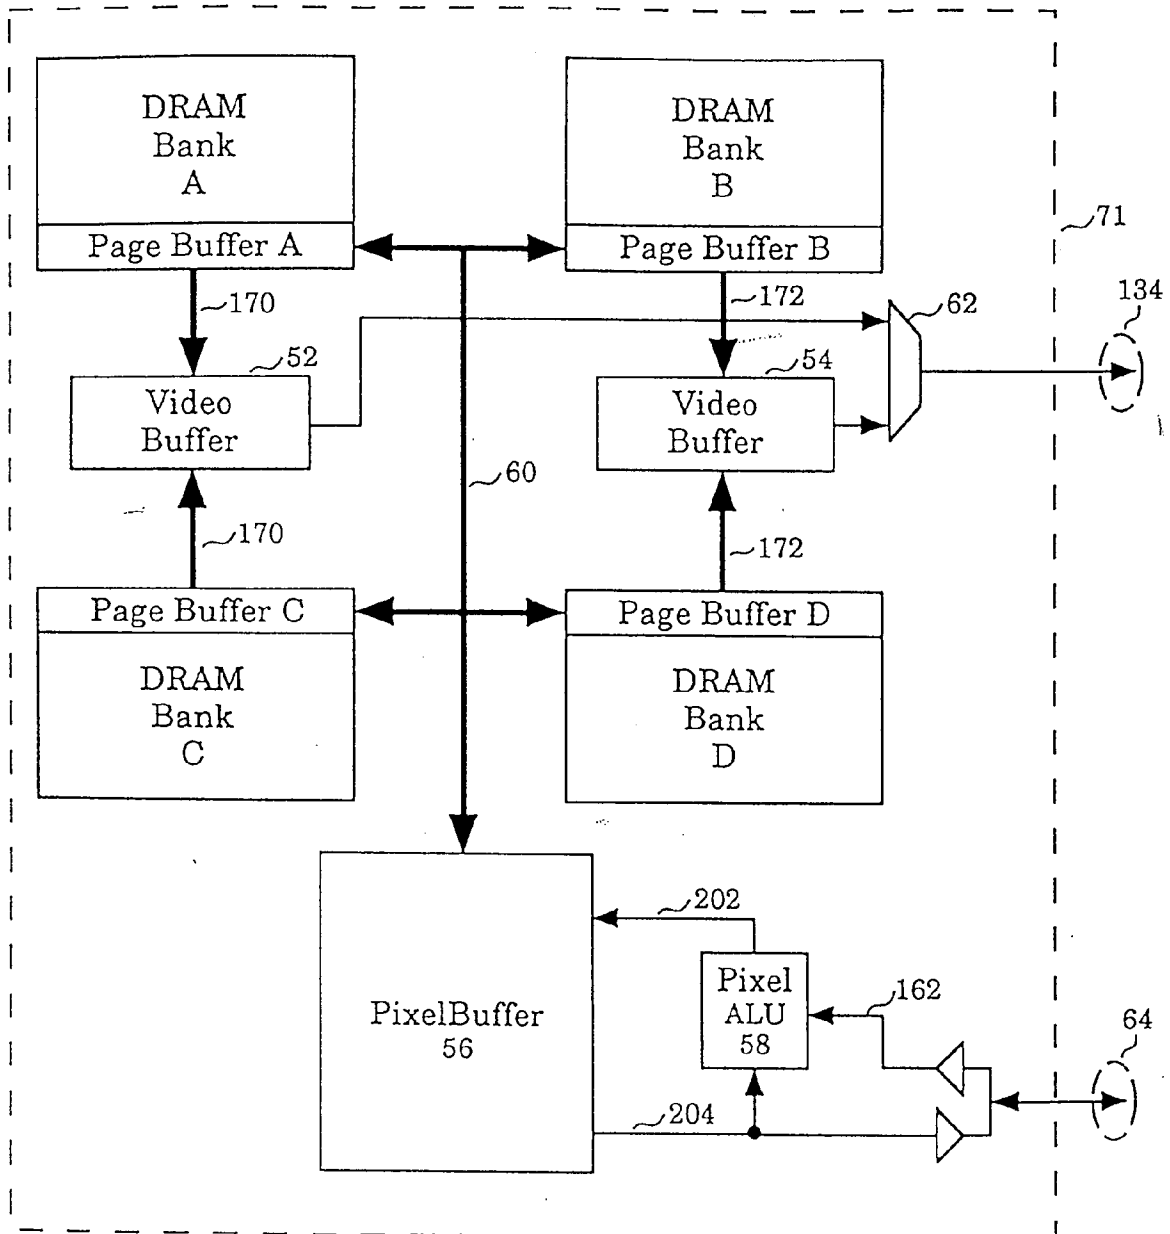 DRAM
Bank
A
Page Buffer A
DRAM
Bank
B
Page Buffer B
71
170
172
62
134
52
Video
Buffer
54
Video
Buffer
60
170
172
Page Buffer C
DRAM
Bank
C
Page Buffer D
DRAM
Bank
D
PixelBuffer
56
202
Pixel
ALU
58
162
64
204